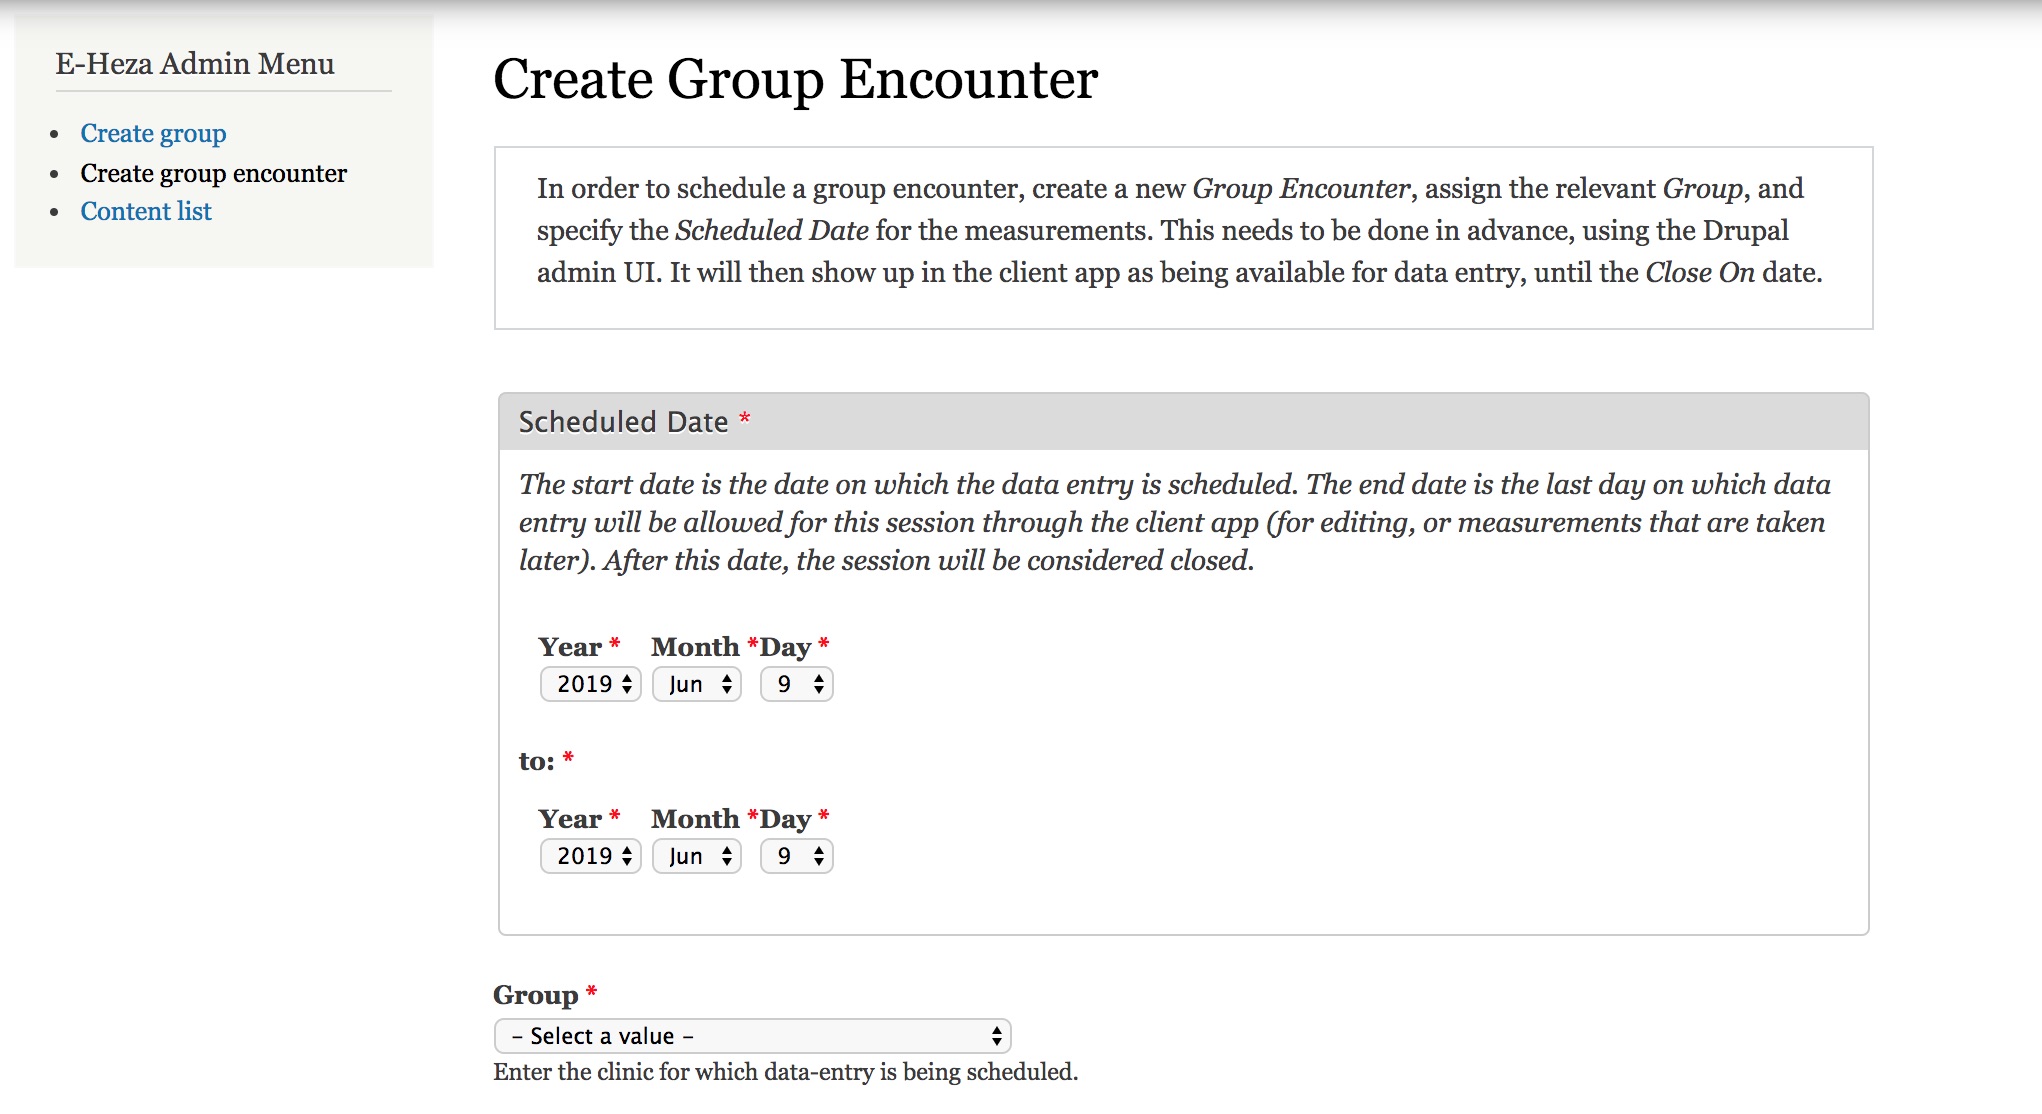 E-Heza Admin Menu
Create group
Create group encounter
Content list
Create Group Encounter
In order to schedule a group encounter, create a new Group Encounter, assign the relevant Group, and
specify the Scheduled Date for the measurements. This needs to be done in advance, using the Drupal
admin UI. It will then show up in the client app as being available for data entry, until the Close On date.
Scheduled Date *
The start date is the date on which the data entry is scheduled. The end date is the last day on which data
entry will be allowed for this session through the client app (for editing, or measurements that are taken
later). After this date, the session will be considered closed.
Year * Month * Day *
2019 Jun 9
to: *
Year * Month * Day *
2019 Jun 9
Group *
– Select a value –
Enter the clinic for which data-entry is being scheduled.